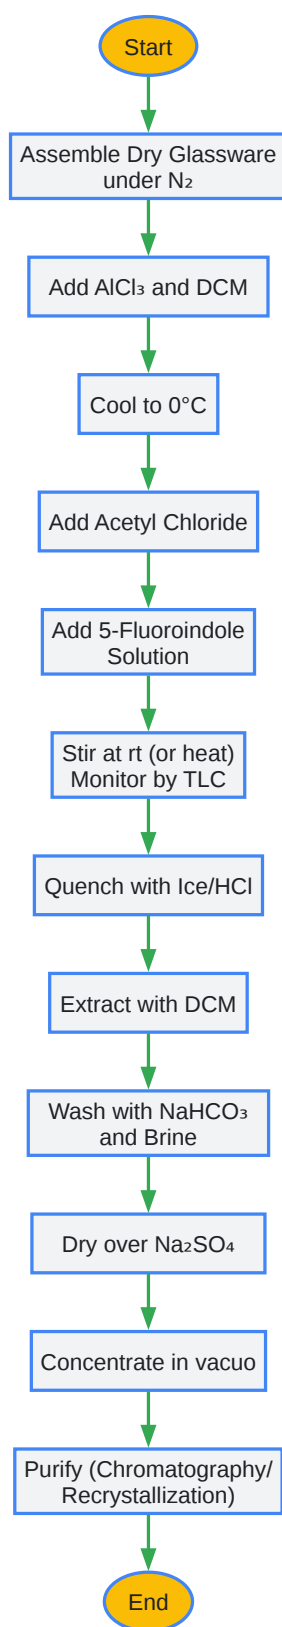 Start
Assemble Dry Glassware
under N₂
Add AlCl₃ and DCM
Cool to 0°C
Add Acetyl Chloride
Add 5-Fluoroindole
Solution
Stir at rt (or heat)
Monitor by TLC
Quench with Ice/HCl
Extract with DCM
Wash with NaHCO₃
and Brine
Dry over Na₂SO₄
Concentrate in vacuo
Purify (Chromatography/
Recrystallization)
End